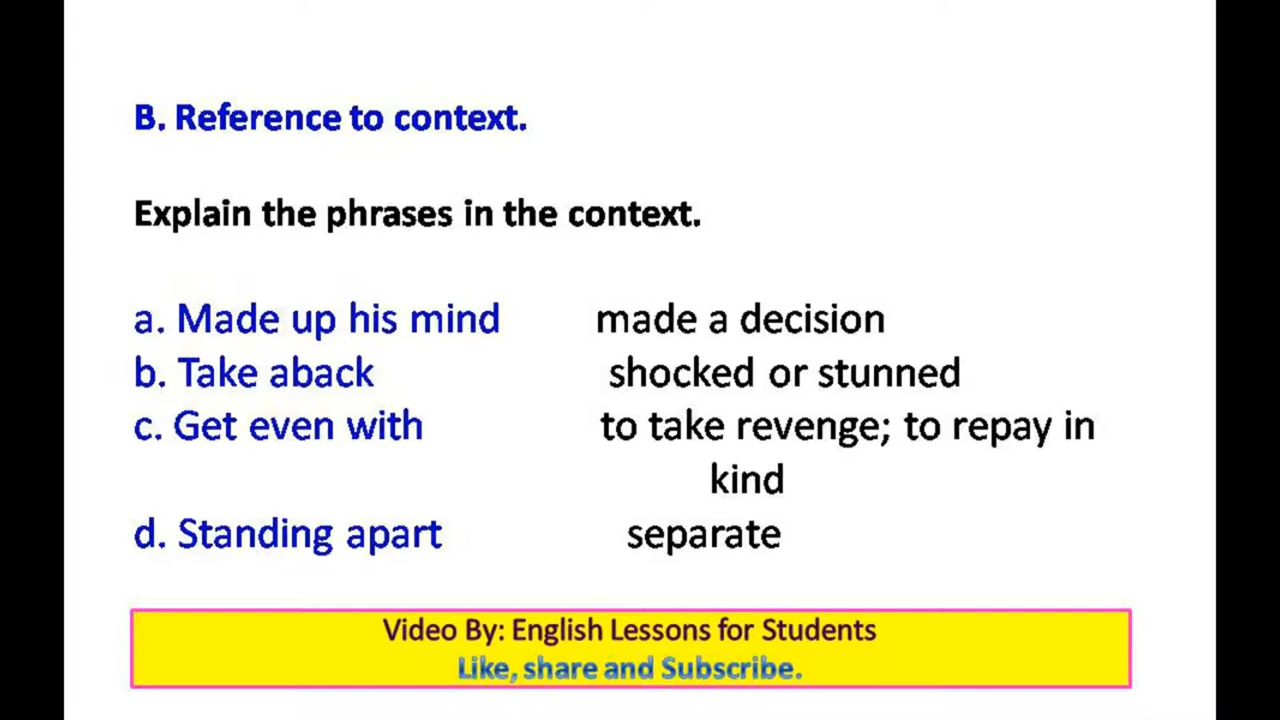 B. Reference to context.
Explain the phrases in the context.
a. Made up his mind made a decision
b. Take aback shocked or stunned
c. Get even with to take revenge; to repay in
kind
d. Standing apart separate
Video By: English Lessons for Students
Like, share and Subscribe.